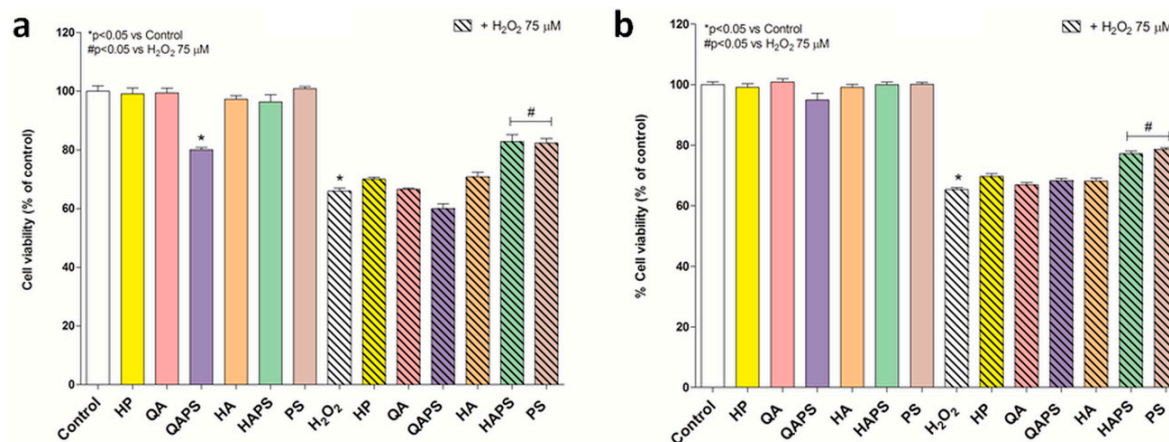 a
*p<0.05 vs Control
#p<0.05 vs H₂O₂ 75 µM
+ H₂O₂ 75 µM
Cell viability (% of control)
120
100
80
60
40
20
0
*
*
#
Control
HP
QA
QAPS
HA
HAPS
PS
H₂O₂
HP
QA
QAPS
HA
HAPS
PS
b
*p<0.05 vs Control
#p<0.05 vs H₂O₂ 75 µM
+ H₂O₂ 75 µM
% Cell viability (% of control)
120
100
80
60
40
20
0
*
#
Control
HP
QA
QAPS
HA
HAPS
PS
H₂O₂
HP
QA
QAPS
HA
HAPS
PS